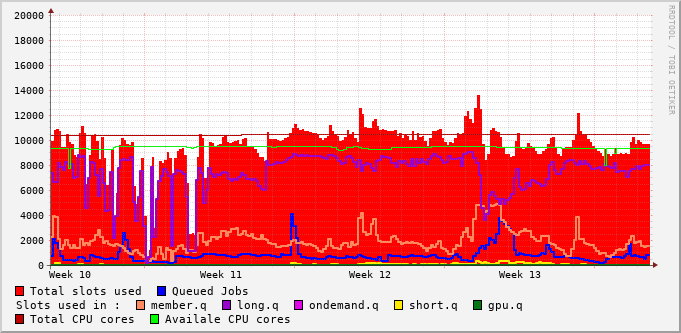 20000
18000
16000
14000
12000
10000
8000
6000
4000
2000
0
Week 10 Week 11 Week 12 Week 13
RRDTOOL / TOBI OETIKER
Total slots used Queued Jobs
Slots used in : member.q long.q ondemand.q short.q gpu.q
Total CPU cores Availale CPU cores